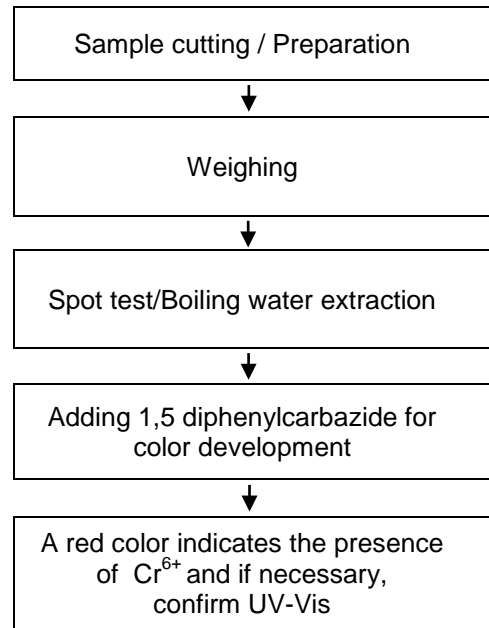 Sample cutting / Preparation
Weighing
Spot test/Boiling water extraction
Adding 1,5 diphenylcarbazide for
color development
A red color indicates the presence
of Cr⁶⁺ and if necessary,
confirm UV-Vis